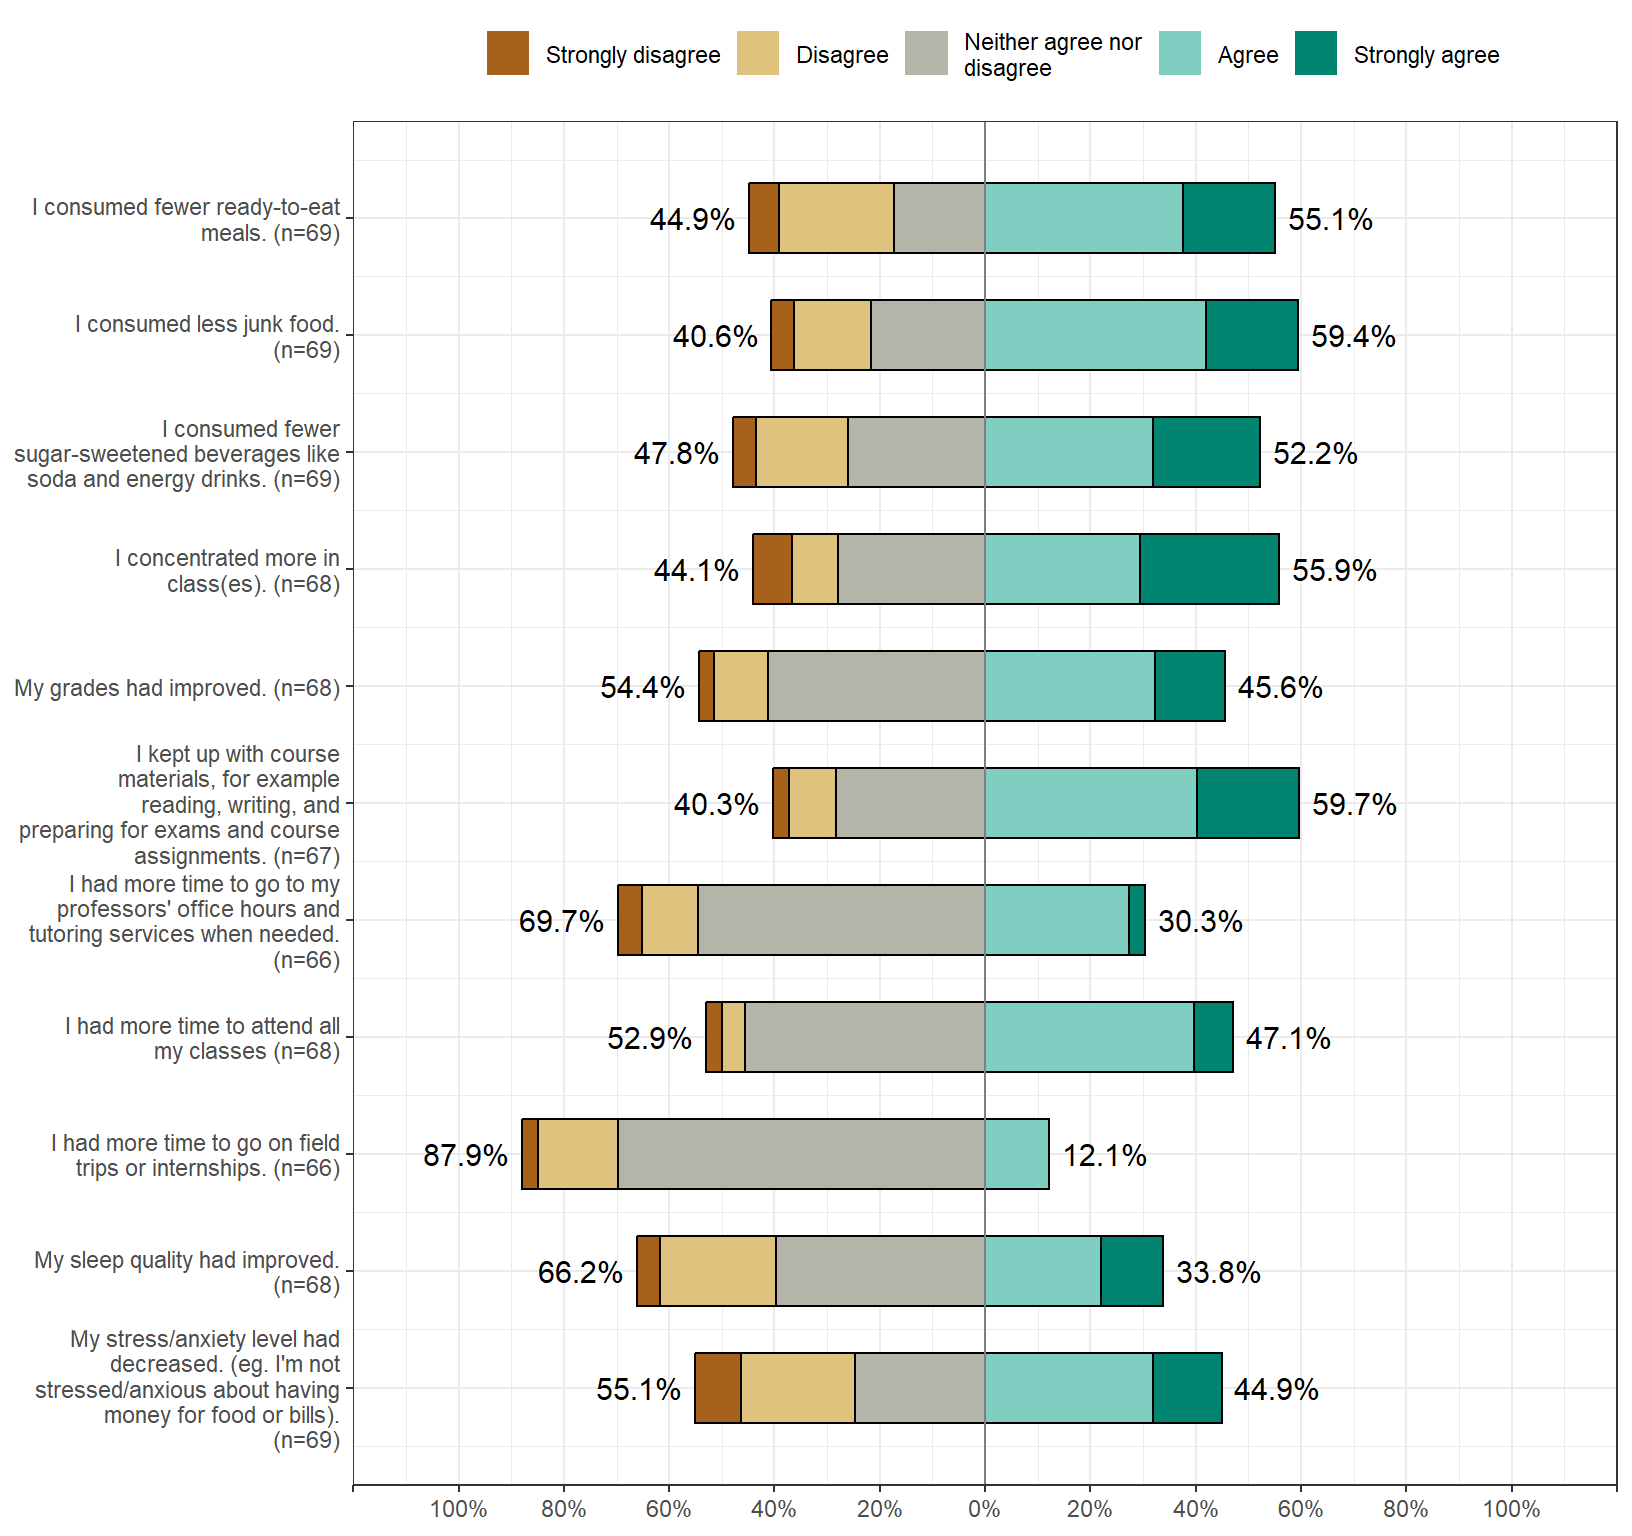 Strongly disagree
Disagree
Neither agree nor
disagree
Agree
Strongly agree
I consumed fewer ready-to-eat
meals. (n=69)
44.9%
55.1%
I consumed less junk food.
(n=69)
40.6%
59.4%
I consumed fewer
sugar-sweetened beverages like
soda and energy drinks. (n=69)
47.8%
52.2%
I concentrated more in
class(es). (n=68)
44.1%
55.9%
My grades had improved. (n=68)
54.4%
45.6%
I kept up with course
materials, for example
reading, writing, and
preparing for exams and course
assignments. (n=67)
40.3%
59.7%
I had more time to go to my
professors' office hours and
tutoring services when needed.
(n=66)
69.7%
30.3%
I had more time to attend all
my classes (n=68)
52.9%
47.1%
I had more time to go on field
trips or internships. (n=66)
87.9%
12.1%
My sleep quality had improved.
(n=68)
66.2%
33.8%
My stress/anxiety level had
decreased. (eg. I'm not
stressed/anxious about having
money for food or bills).
(n=69)
55.1%
44.9%
100% 80% 60% 40% 20% 0% 20% 40% 60% 80% 100%